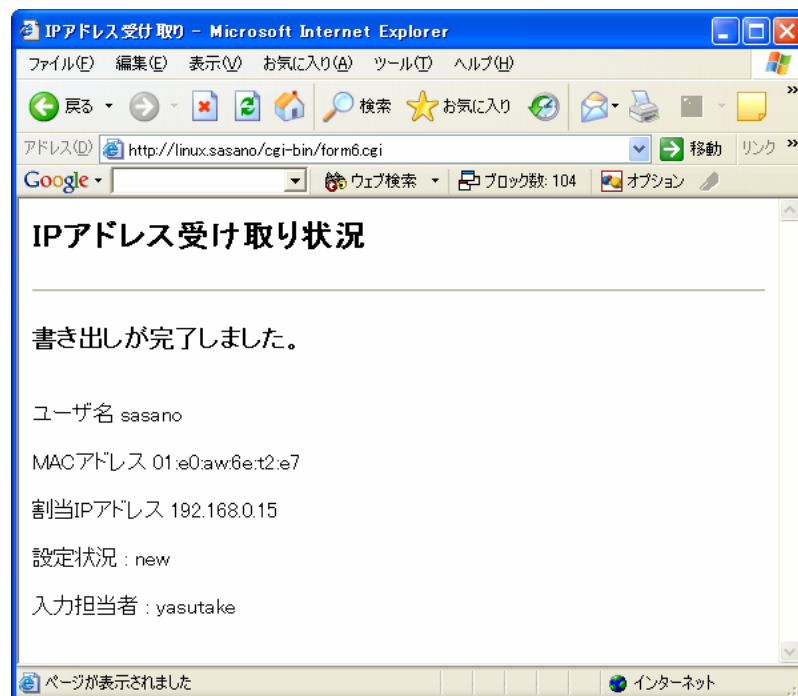 IPアドレス受け取り - Microsoft Internet Explorer
ファイル(F) 編集(E) 表示(V) お気に入り(A) ツール(T) ヘルプ(H)
戻る 検索 お気に入り
アドレス(D) http://linux.sasano/cgi-bin/form6.cgi 移動 リンク
Google ウェブ検索 ブロック数: 104 オプション
IPアドレス受け取り状況
書き出しが完了しました。
ユーザ名 sasano
MACアドレス 01:e0:aw:6e:t2:e7
割当IPアドレス 192.168.0.15
設定状況 : new
入力担当者 : yasutake
ページが表示されました インターネット